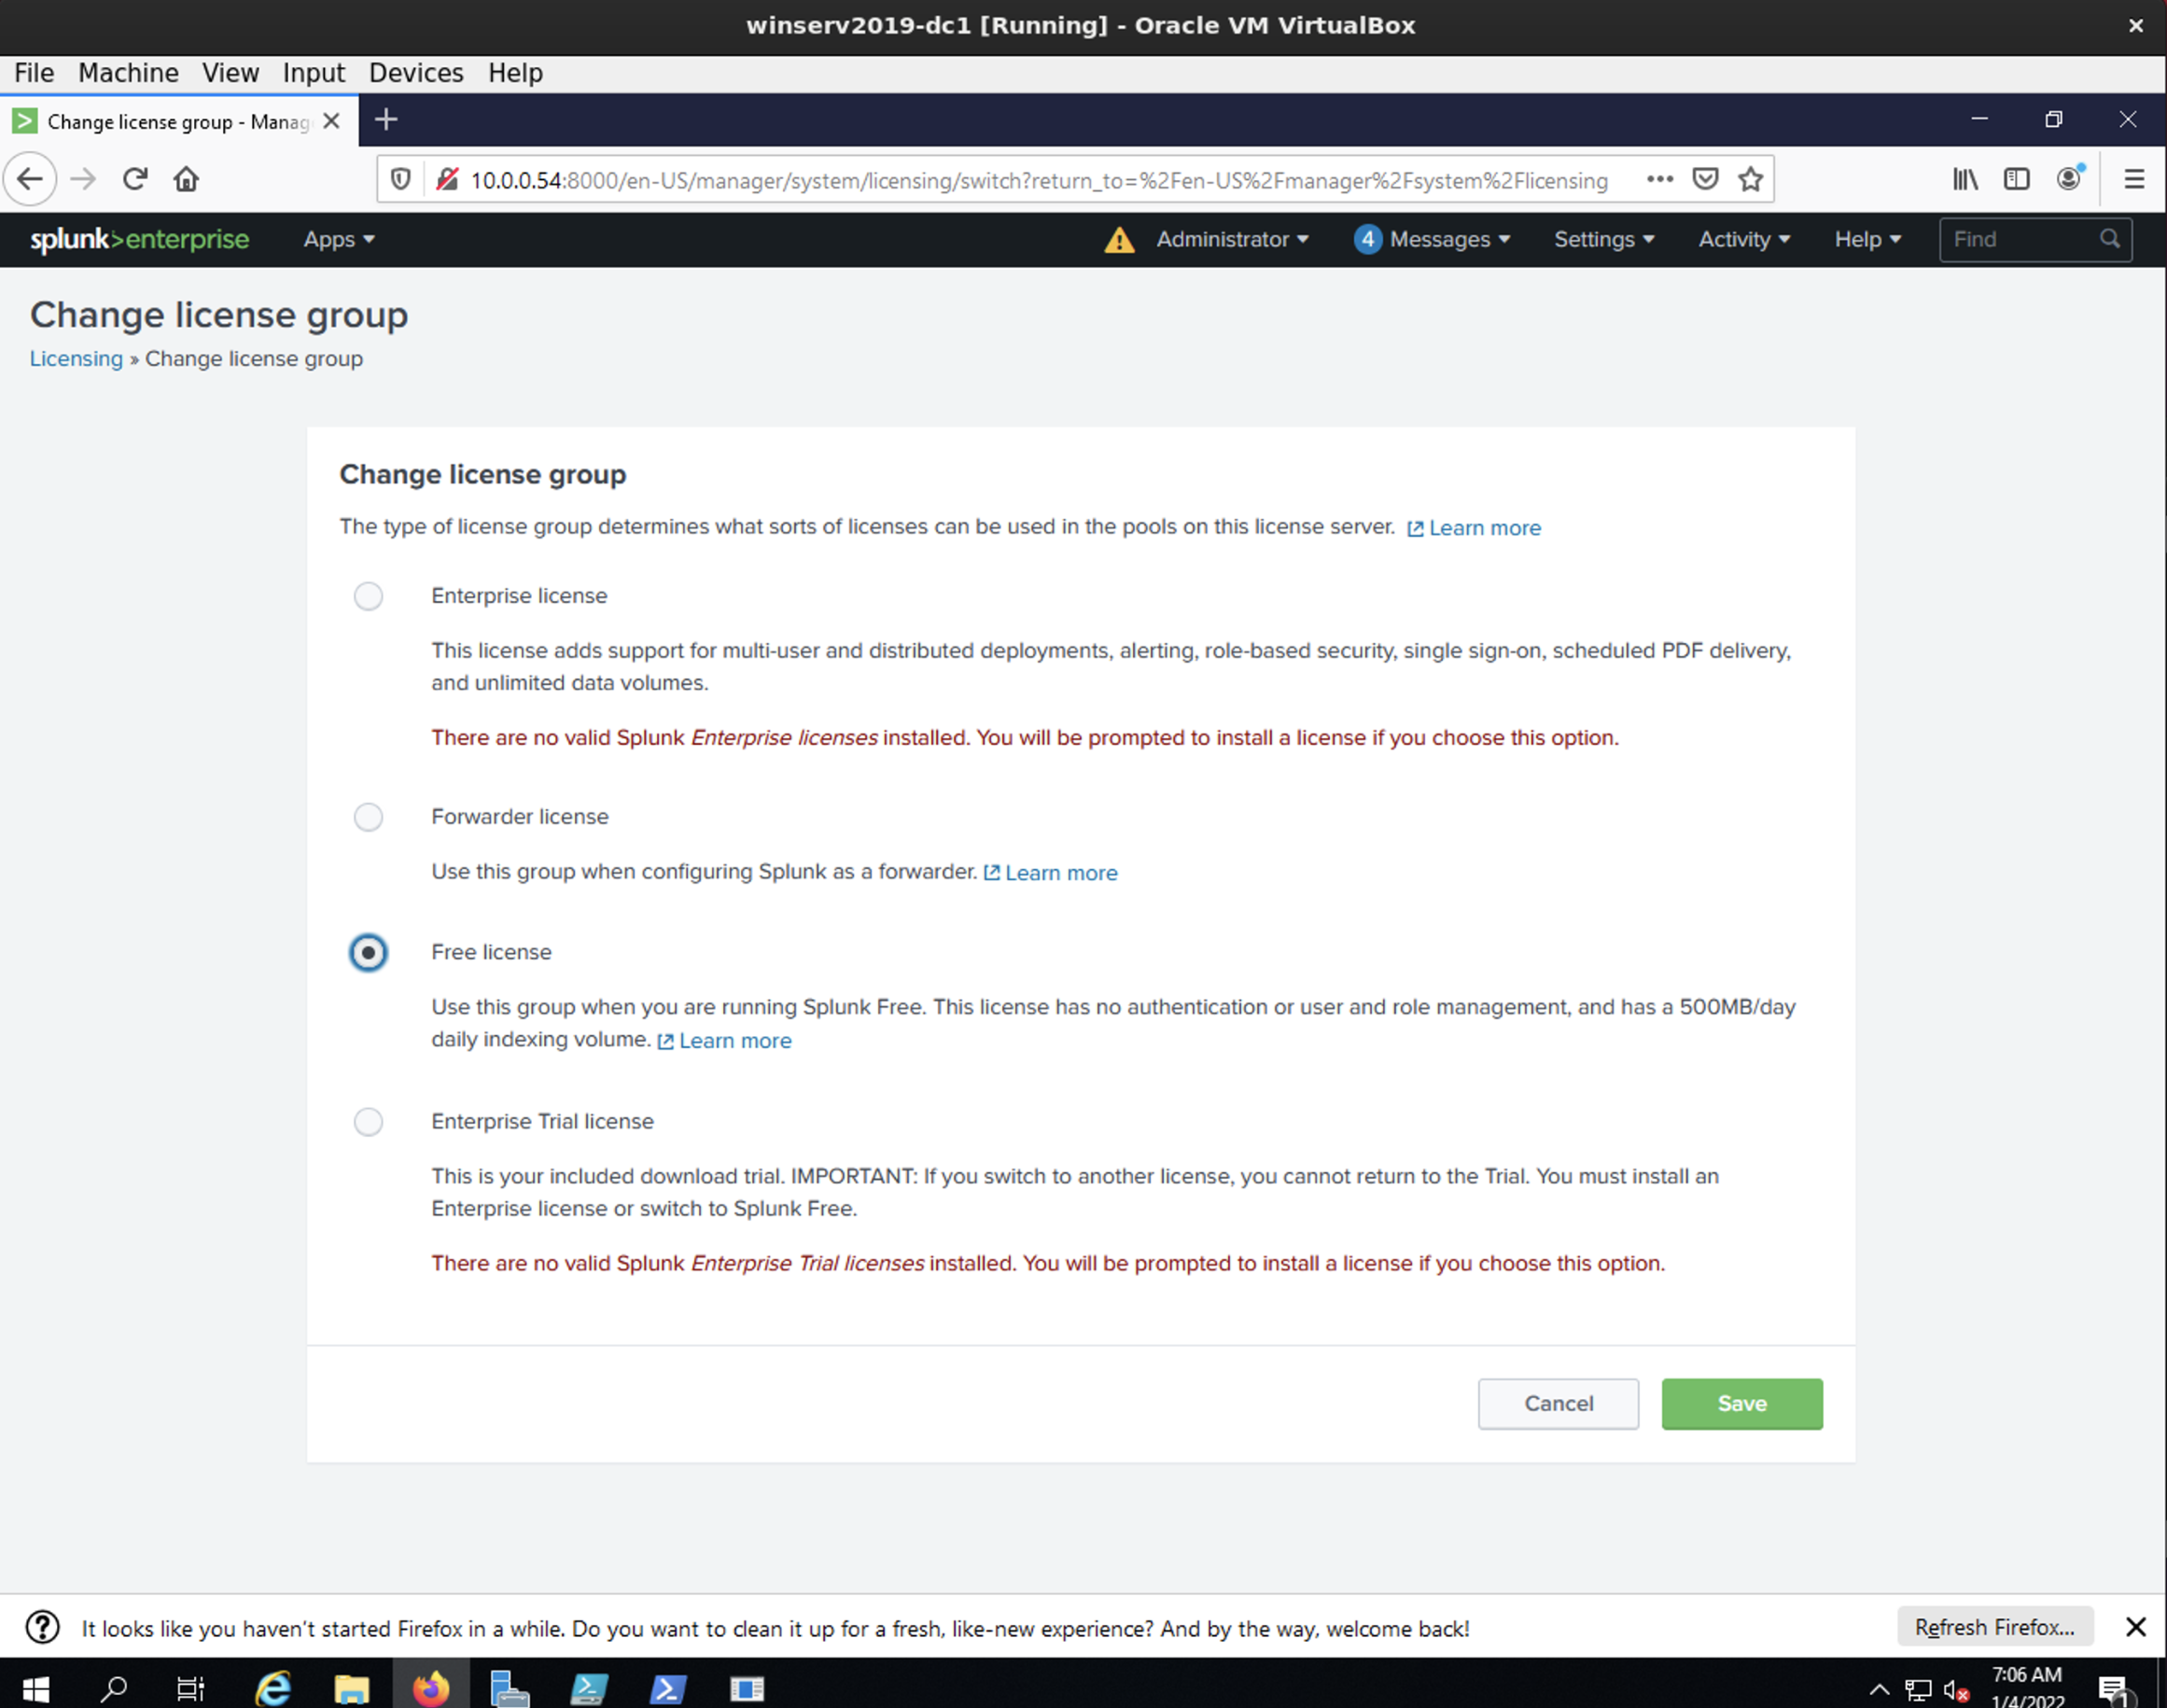 winserv2019-dc1 [Running] - Oracle VM VirtualBox
File Machine View Input Devices Help
Change license group - Manag
10.0.0.54:8000/en-US/manager/system/licensing/switch?return_to=%2Fen-US%2Fmanager%2Fsystem%2Flicensing
splunk>enterprise Apps Administrator 4 Messages Settings Activity Help Find
Change license group
Licensing » Change license group
Change license group
The type of license group determines what sorts of licenses can be used in the pools on this license server. Learn more
Enterprise license
This license adds support for multi-user and distributed deployments, alerting, role-based security, single sign-on, scheduled PDF delivery,
and unlimited data volumes.
There are no valid Splunk Enterprise licenses installed. You will be prompted to install a license if you choose this option.
Forwarder license
Use this group when configuring Splunk as a forwarder. Learn more
Free license
Use this group when you are running Splunk Free. This license has no authentication or user and role management, and has a 500MB/day
daily indexing volume. Learn more
Enterprise Trial license
This is your included download trial. IMPORTANT: If you switch to another license, you cannot return to the Trial. You must install an
Enterprise license or switch to Splunk Free.
There are no valid Splunk Enterprise Trial licenses installed. You will be prompted to install a license if you choose this option.
Cancel Save
It looks like you haven't started Firefox in a while. Do you want to clean it up for a fresh, like-new experience? And by the way, welcome back!
Refresh Firefox...
7:06 AM
1/4/2022
1